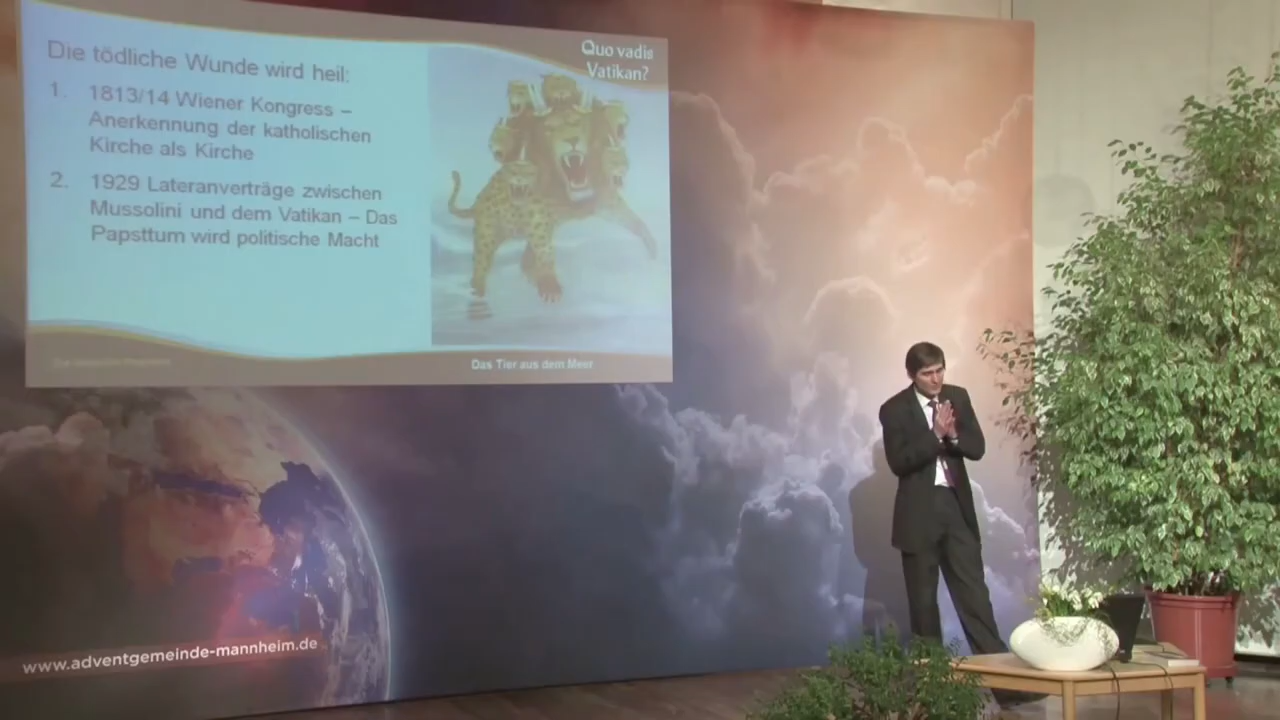 Die tödliche Wunde wird heil:
1. 1813/14 Wiener Kongress –
Anerkennung der katholischen
Kirche als Kirche
2. 1929 Lateranverträge zwischen
Mussolini und dem Vatikan – Das
Papsttum wird politische Macht
Quo vadis
Vatikan?
Das Tier aus dem Meer
www.adventgemeinde-mannheim.de